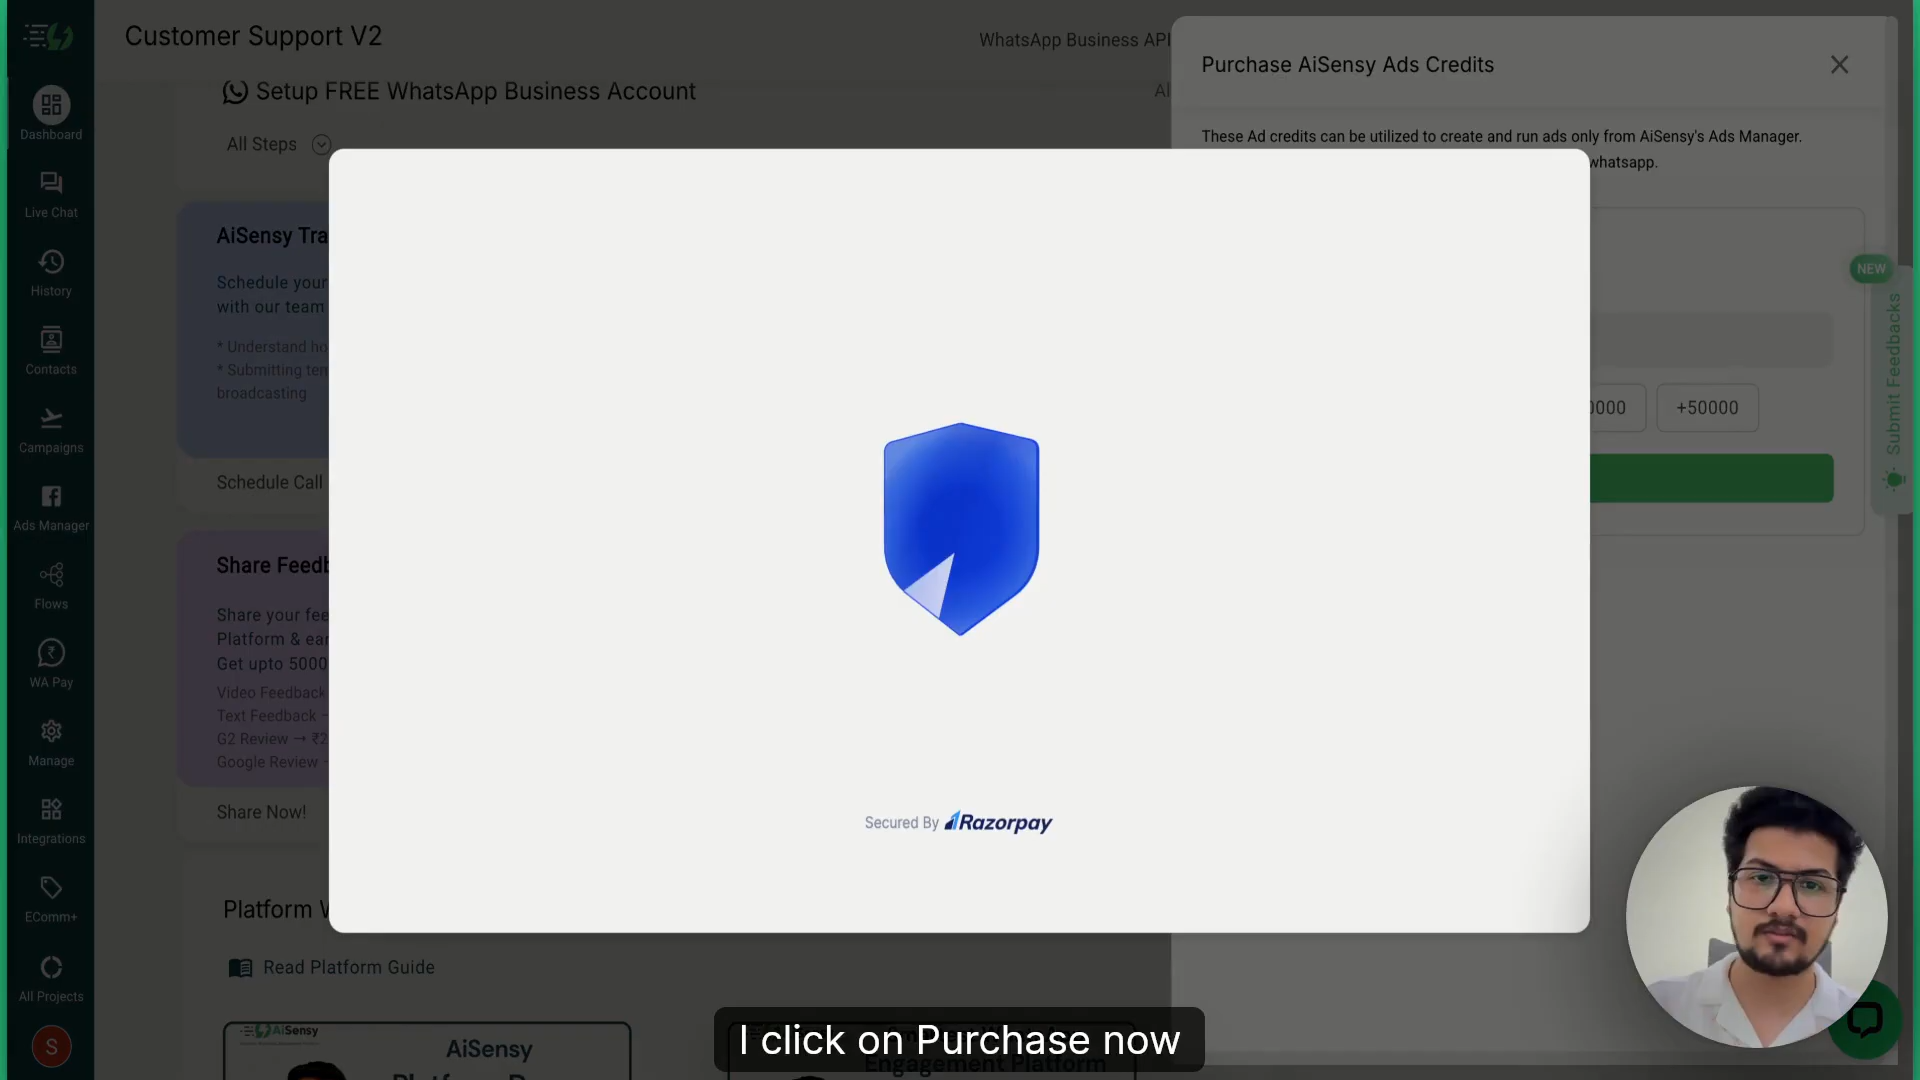 Customer Support V2
WhatsApp Business API
Setup FREE WhatsApp Business Account
All Steps
Purchase AiSensy Ads Credits
These Ad credits can be utilized to create and run ads only from AiSensy's Ads Manager.
whatsapp.
Dashboard
Live Chat
History
Contacts
Campaigns
Ads Manager
Flows
WA Pay
Manage
Integrations
EComm+
All Projects
S
AiSensy Tra
Schedule your
with our team
* Understand ho
* Submitting tem
broadcasting
Schedule Call
Share Feedb
Share your fee
Platform & ear
Get upto 5000
Video Feedback
Text Feedback
G2 Review → ₹2
Google Review
Share Now!
Platform
Read Platform Guide
AiSensy
AiSensy
+50000
NEW
Submit Feedbacks
Secured By Razorpay
Engagement Platform
I click on Purchase now